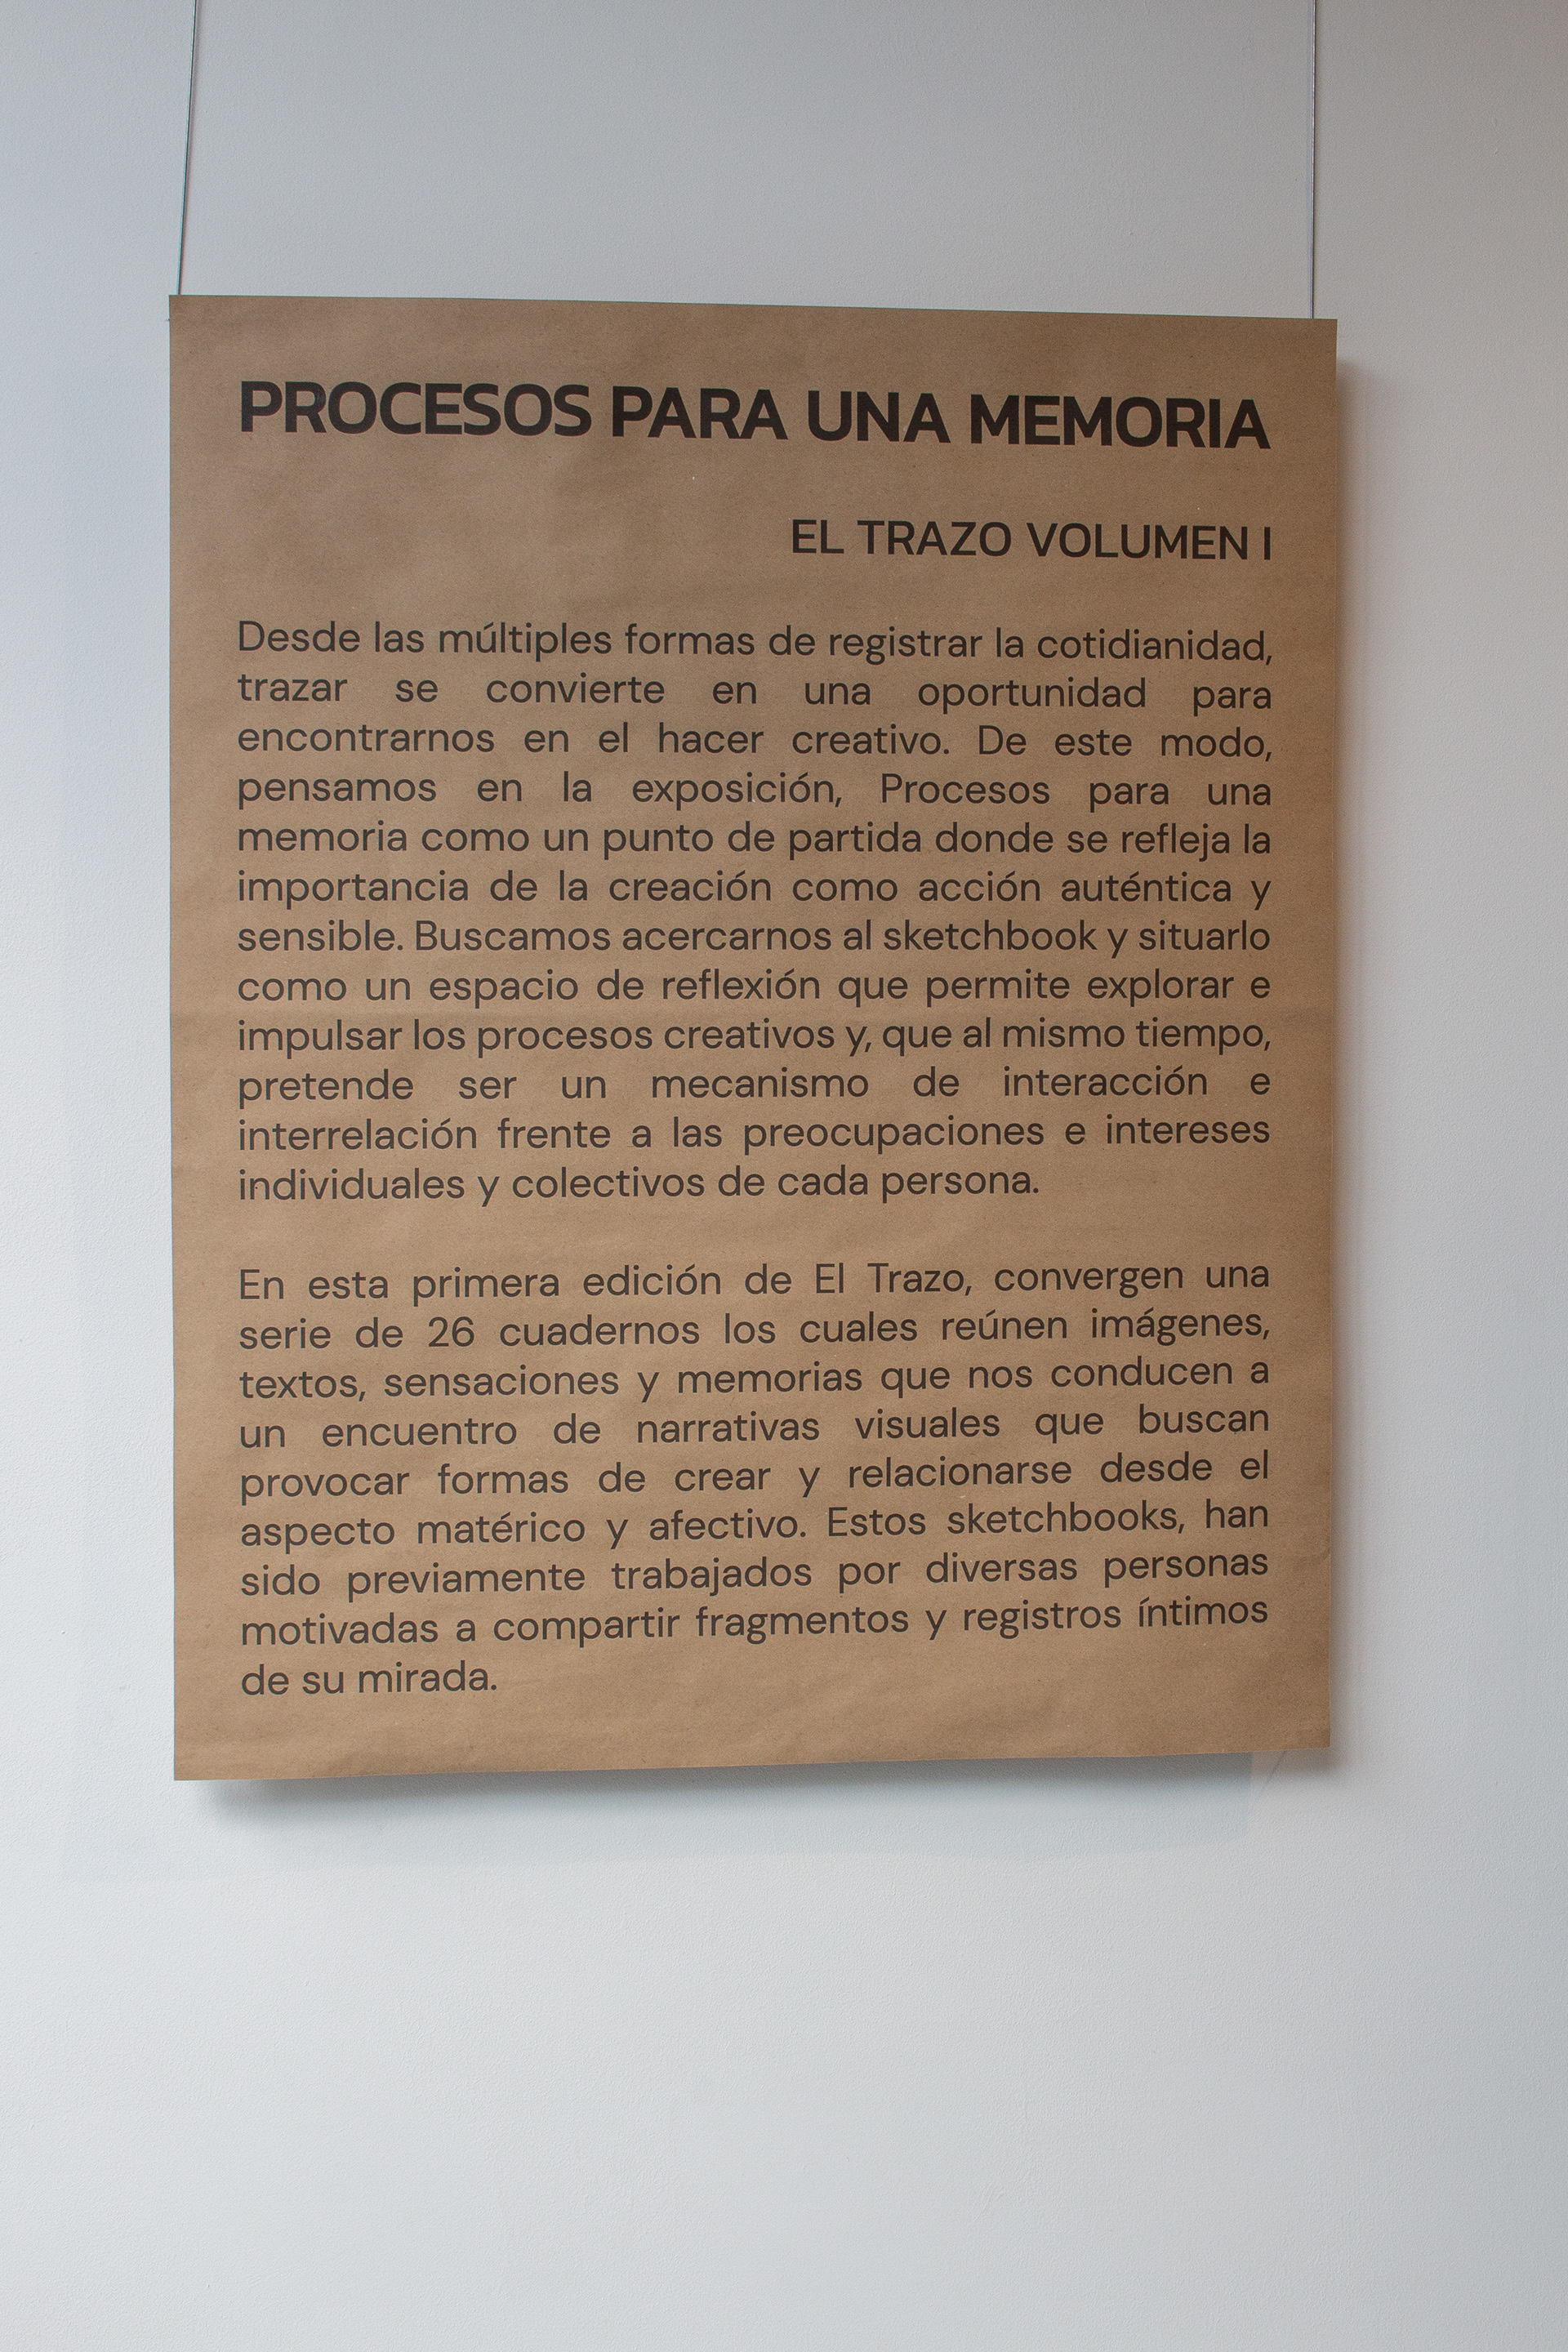 PROCESOS PARA UNA MEMORIA
EL TRAZO VOLUMEN I
Desde las múltiples formas de registrar la cotidianidad,
trazar se convierte en una oportunidad para
encontrarnos en el hacer creativo. De este modo,
pensamos en la exposición, Procesos para una
memoria como un punto de partida donde se refleja la
importancia de la creación como acción auténtica y
sensible. Buscamos acercarnos al sketchbook y situarlo
como un espacio de reflexión que permite explorar e
impulsar los procesos creativos y, que al mismo tiempo,
pretende ser un mecanismo de interacción e
interrelación frente a las preocupaciones e intereses
individuales y colectivos de cada persona.
En esta primera edición de El Trazo, convergen una
serie de 26 cuadernos los cuales reúnen imágenes,
textos, sensaciones y memorias que nos conducen a
un encuentro de narrativas visuales que buscan
provocar formas de crear y relacionarse desde el
aspecto matérico y afectivo. Estos sketchbooks, han
sido previamente trabajados por diversas personas
motivadas a compartir fragmentos y registros íntimos
de su mirada.